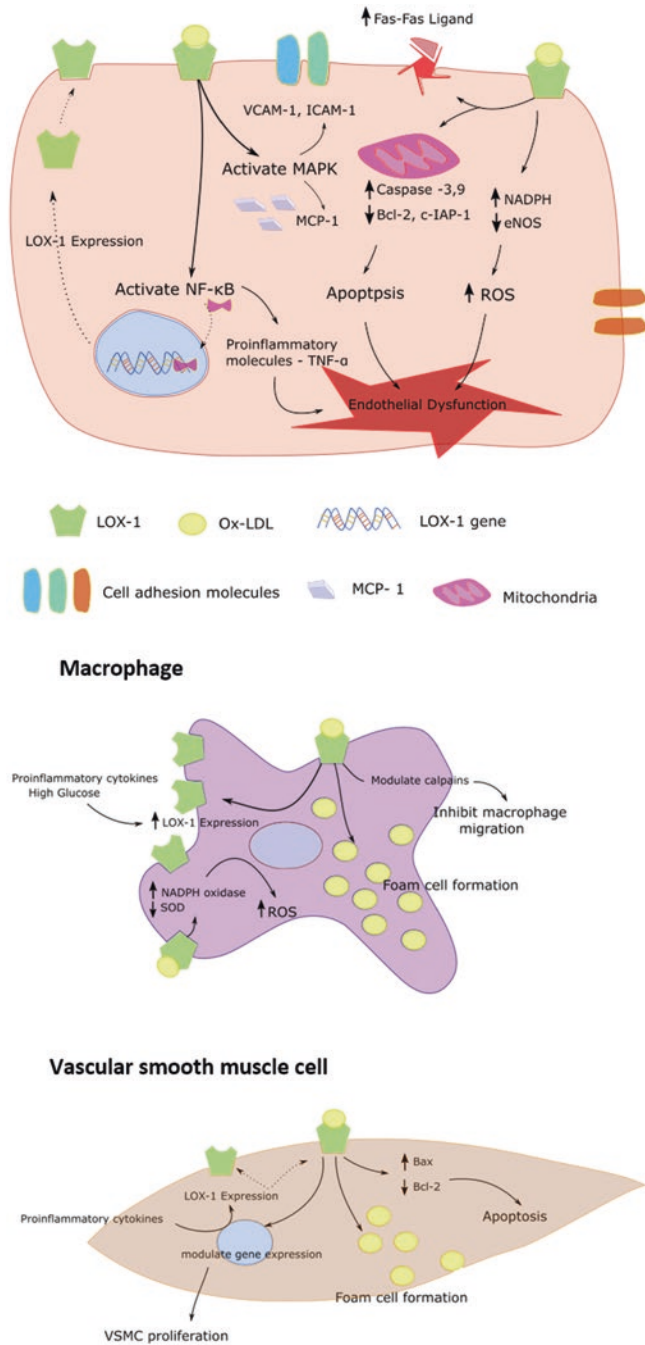 Fas-Fas Ligand
VCAM-1, ICAM-1
Activate MAPK
MCP-1
Caspase -3,9
Bcl-2, c-IAP-1
NADPH
eNOS
LOX-1 Expression
Activate NF-κB
Apoptpsis
ROS
Proinflammatory
molecules - TNF-α
Endothelial Dysfunction
LOX-1
Ox-LDL
LOX-1 gene
Cell adhesion molecules
MCP- 1
Mitochondria
Macrophage
Proinflammatory cytokines
High Glucose
LOX-1 Expression
Modulate calpains
Inhibit macrophage
migration
NADPH oxidase
SOD
ROS
Foam cell formation
Vascular smooth muscle cell
Bax
Bcl-2
LOX-1 Expression
Proinflammatory cytokines
Apoptosis
modulate gene expression
Foam cell formation
VSMC proliferation